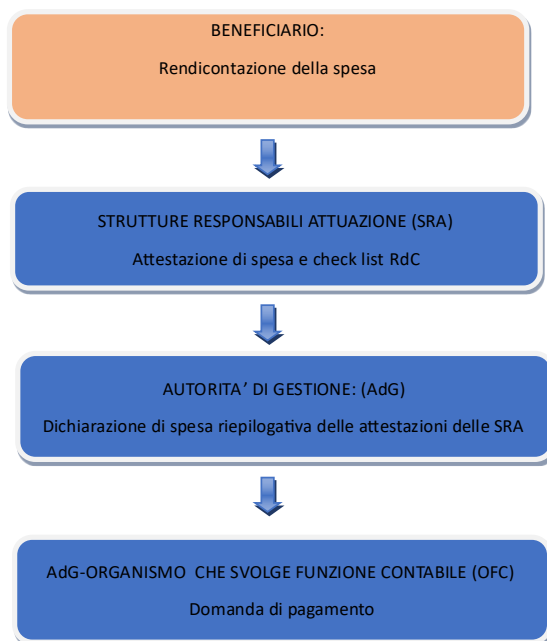 BENEFICIARIO:
Rendicontazione della spesa
STRUTTURE RESPONSABILI ATTUAZIONE (SRA)
Attestazione di spesa e check list RdC
AUTORITA’ DI GESTIONE: (AdG)
Dichiarazione di spesa riepilogativa delle attestazioni delle SRA
AdG-ORGANISMO CHE SVOLGE FUNZIONE CONTABILE (OFC)
Domanda di pagamento